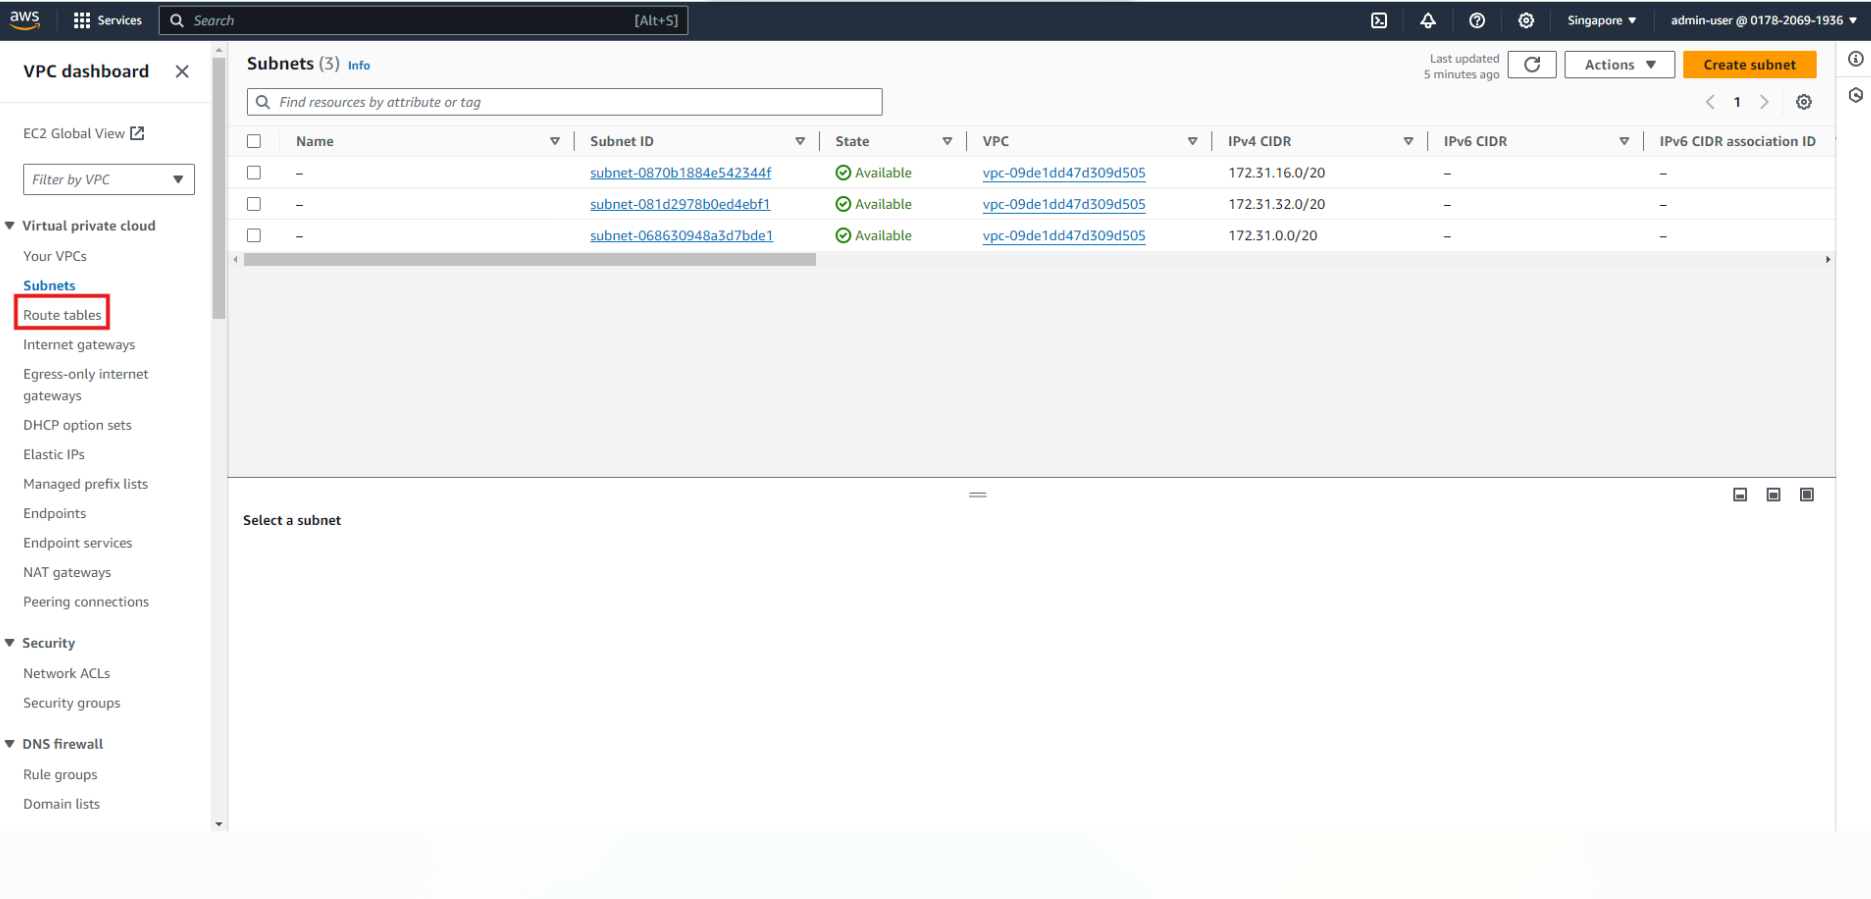 aws Services Search [Alt+S] Singapore ▼ admin-user @ 0178-2069-1936 ▼
VPC dashboard
EC2 Global View
Filter by VPC
Virtual private cloud
Your VPCs
Subnets
Route tables
Internet gateways
Egress-only internet
gateways
DHCP option sets
Elastic IPs
Managed prefix lists
Endpoints
Endpoint services
NAT gateways
Peering connections
Security
Network ACLs
Security groups
DNS firewall
Rule groups
Domain lists
Subnets (3) Info
Last updated
5 minutes ago
Actions
Create subnet
Find resources by attribute or tag
1
Name Subnet ID State VPC IPv4 CIDR IPv6 CIDR IPv6 CIDR association ID
– subnet-0870b1884e542344f Available vpc-09de1dd47d309d505 172.31.16.0/20 – –
– subnet-081d2978b0ed4ebf1 Available vpc-09de1dd47d309d505 172.31.32.0/20 – –
– subnet-068630948a3d7bde1 Available vpc-09de1dd47d309d505 172.31.0.0/20 – –
Select a subnet